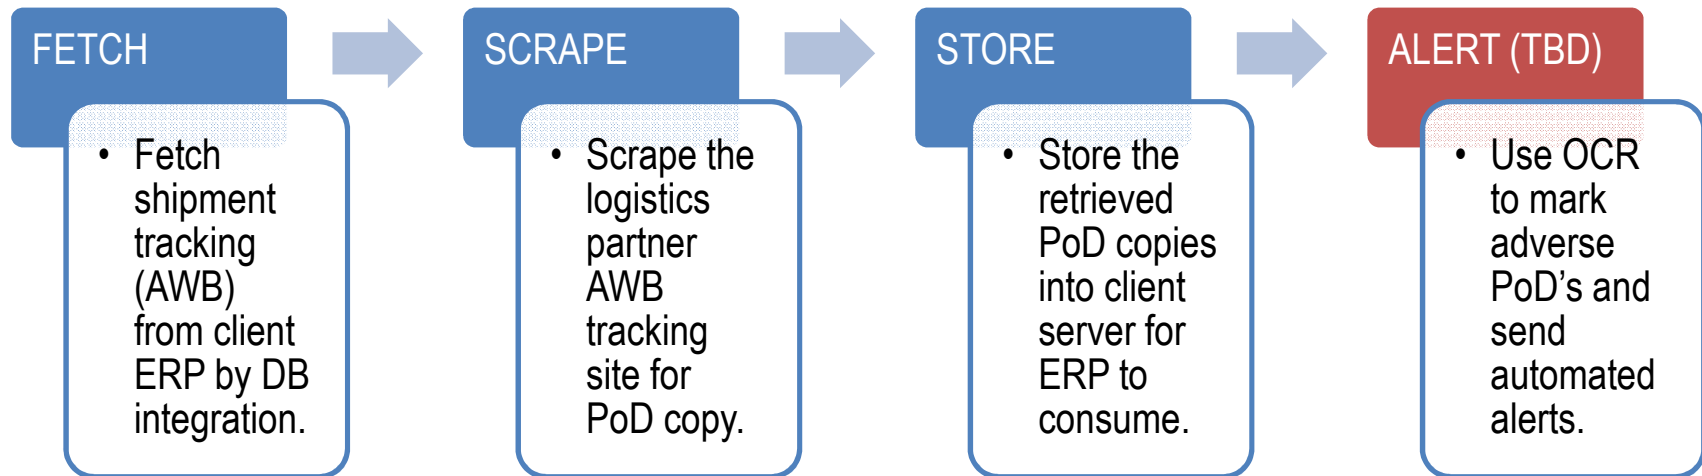 FETCH
• Fetch
shipment
tracking
(AWB)
from client
ERP by DB
integration.
SCRAPE
• Scrape the
logistics
partner
AWB
tracking
site for
PoD copy.
STORE
• Store the
retrieved
PoD copies
into client
server for
ERP to
consume.
ALERT (TBD)
• Use OCR
to mark
adverse
PoD’s and
send
automated
alerts.